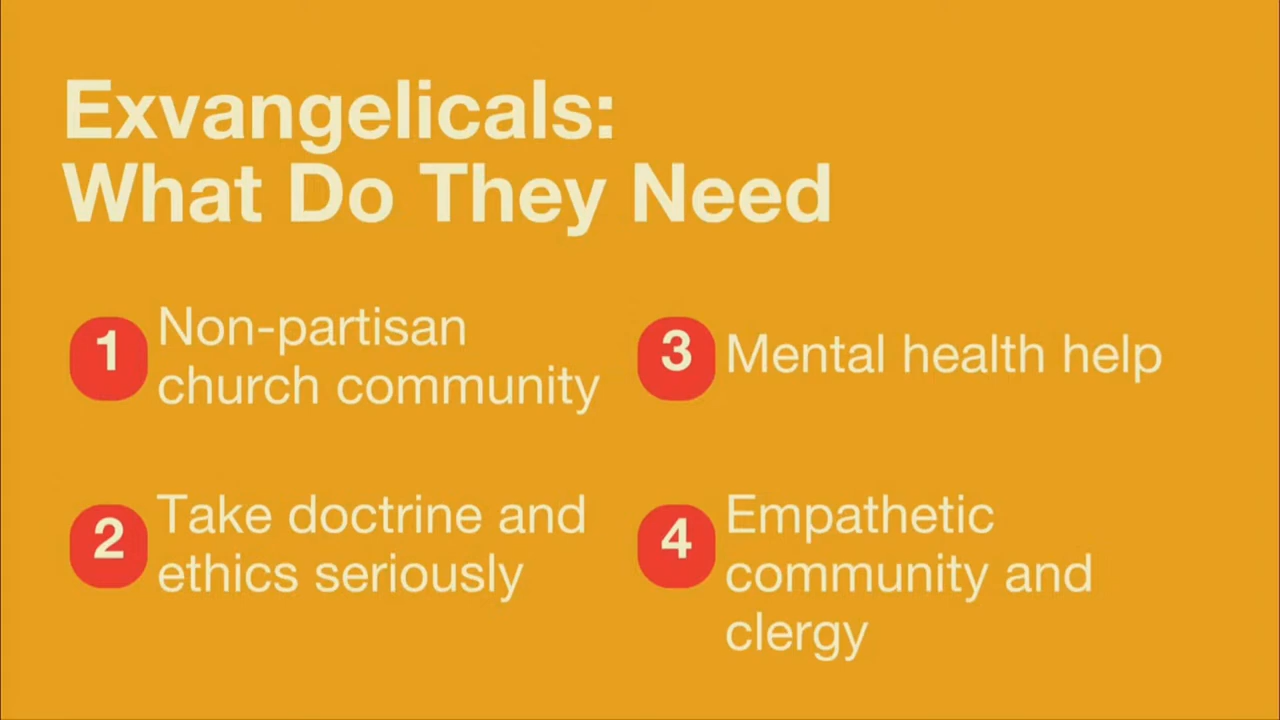 Exvangelicals:
What Do They Need
1 Non-partisan
church community
2 Take doctrine and
ethics seriously
3 Mental health help
4 Empathetic
community and
clergy